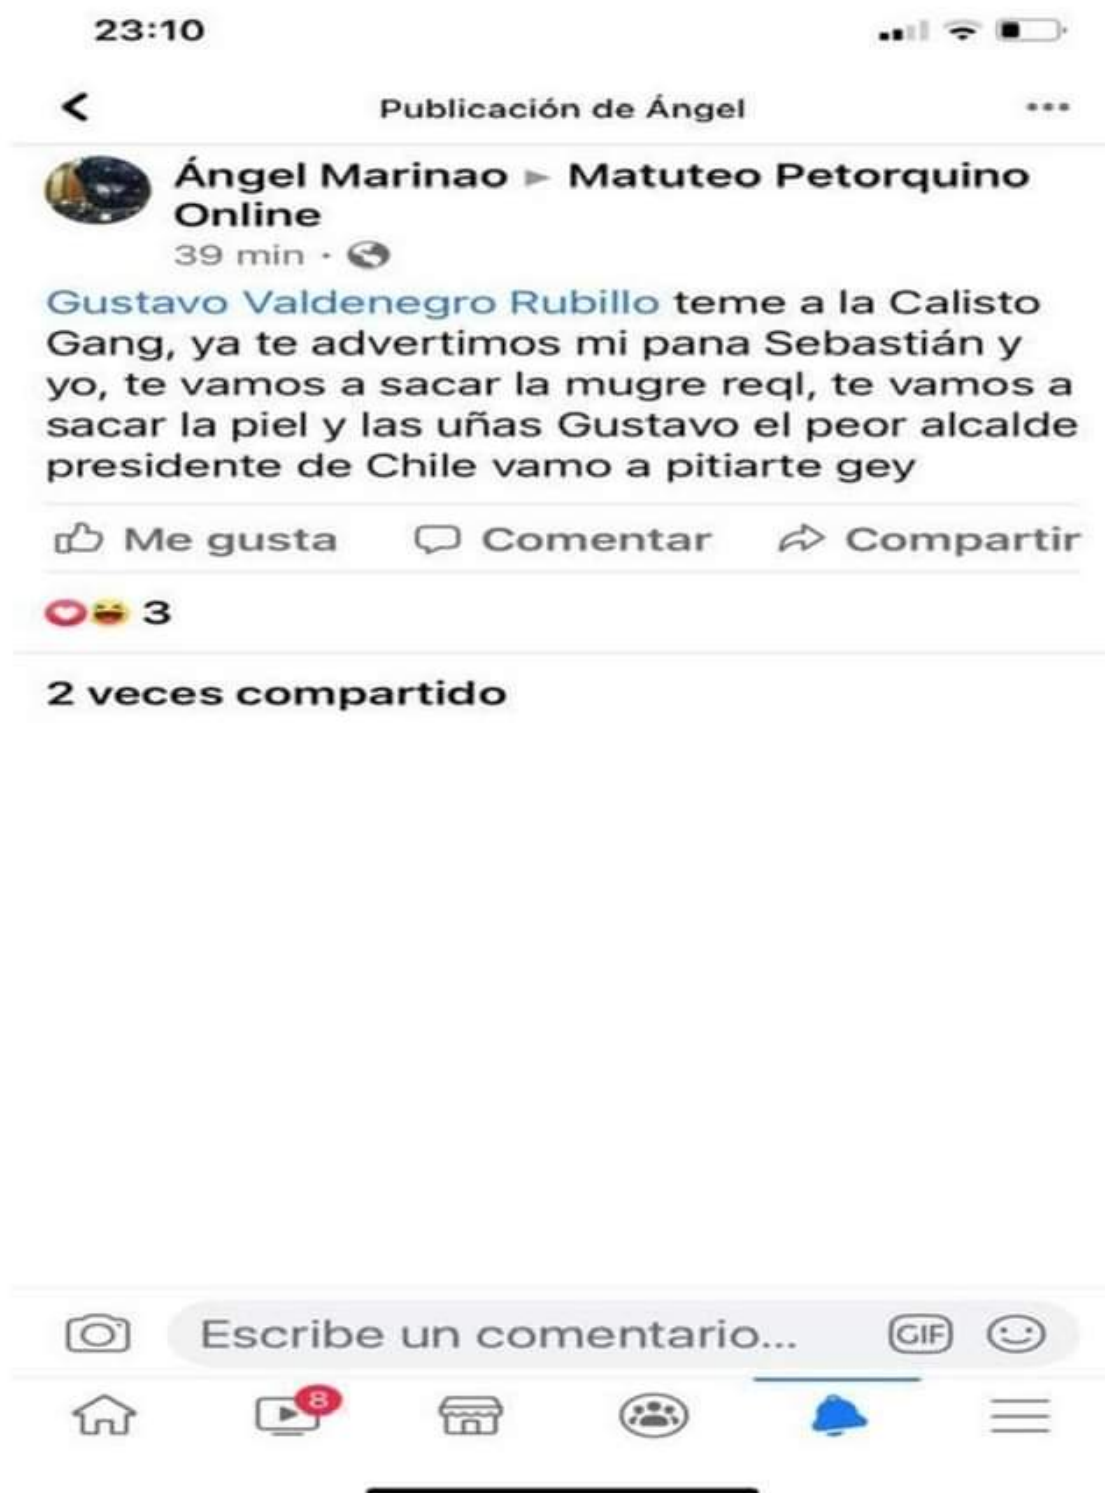 23:10
Publicación de Ángel
Ángel Marinao ▸ Matuteo Petorquino
Online
39 min ·
Gustavo Valdenegro Rubillo teme a la Calisto
Gang, ya te advertimos mi pana Sebastián y
yo, te vamos a sacar la mugre reql, te vamos a
sacar la piel y las uñas Gustavo el peor alcalde
presidente de Chile vamo a pitiarte gey
Me gusta Comentar Compartir
3
2 veces compartido
Escribe un comentario... GIF
8